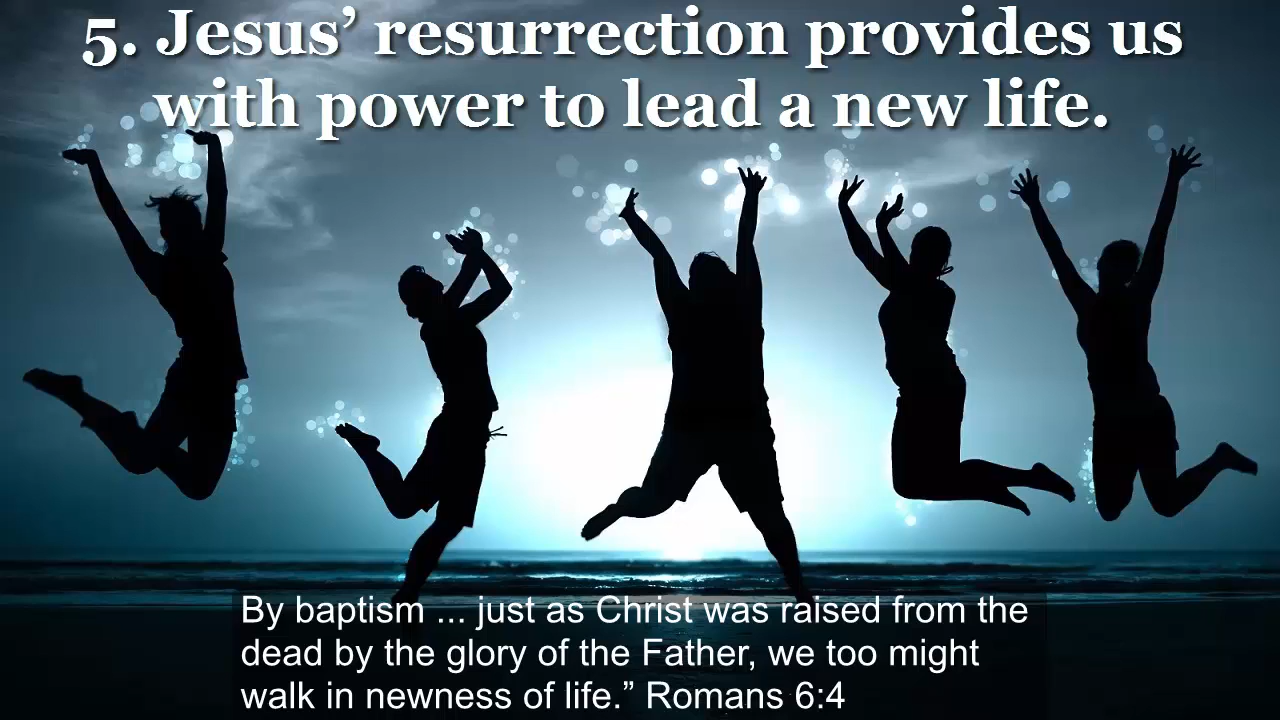 5. Jesus’ resurrection provides us
with power to lead a new life.
By baptism ... just as Christ was raised from the
dead by the glory of the Father, we too might
walk in newness of life.” Romans 6:4